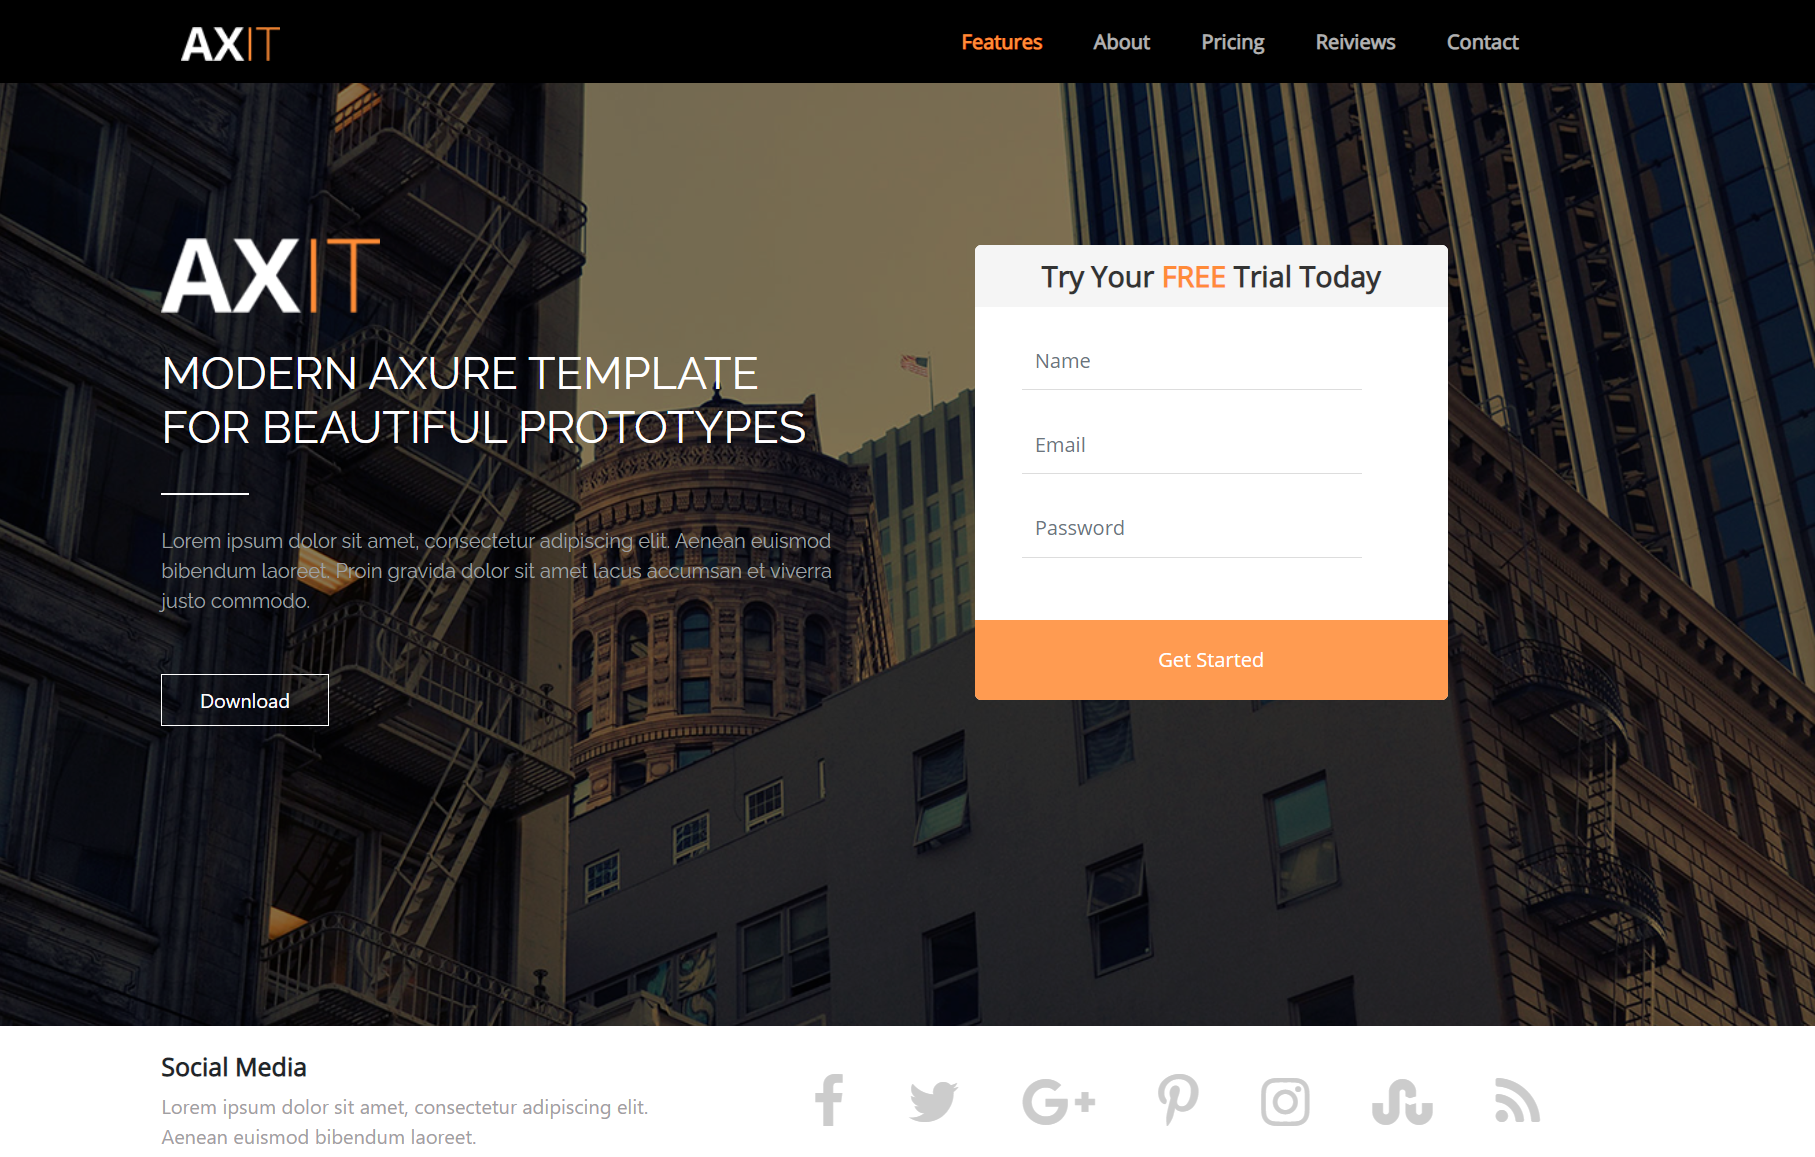 AXIT
Features About Pricing Reiviews Contact
AXIT
MODERN AXURE TEMPLATE
FOR BEAUTIFUL PROTOTYPES
Lorem ipsum dolor sit amet, consectetur adipiscing elit. Aenean euismod
bibendum laoreet. Proin gravida dolor sit amet lacus accumsan et viverra
justo commodo.
Download
Try Your FREE Trial Today
Name
Email
Password
Get Started
Social Media
Lorem ipsum dolor sit amet, consectetur adipiscing elit.
Aenean euismod bibendum laoreet.